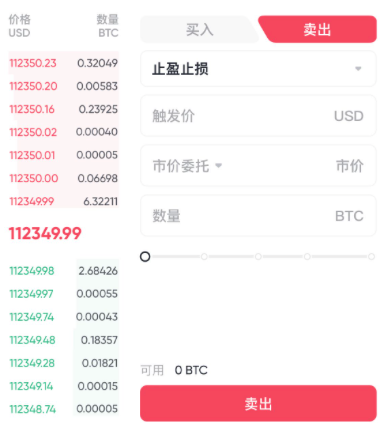 价格 数量
USD BTC
112350.23 0.32049
112350.20 0.00583
112350.16 0.23925
112350.02 0.00040
112350.01 0.00005
112350.00 0.06698
112349.99 6.32211
112349.99
112349.98 2.68426
112349.97 0.00055
112349.74 0.00043
112349.48 0.18357
112349.28 0.01821
112349.14 0.00015
112348.74 0.00005
买入 卖出
止盈止损
触发价 USD
市价委托 市价
数量 BTC
可用 0 BTC
卖出